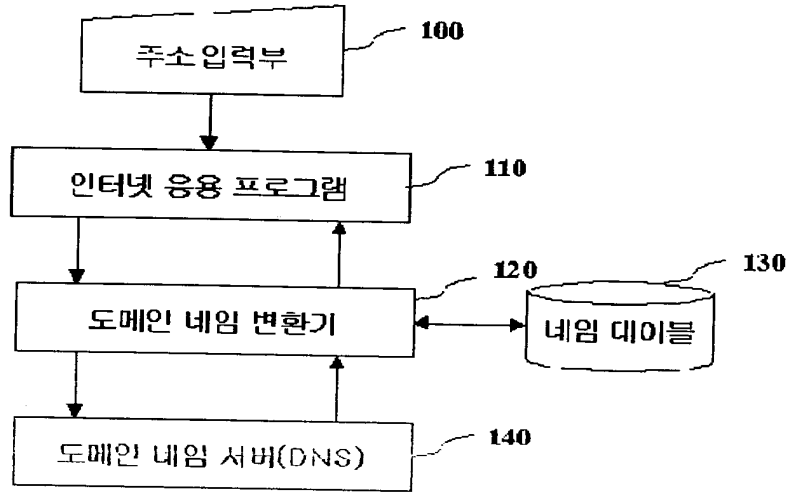 주소입력부
100
인터넷 응용 프로그램
110
도메인 네임 변환기
120
네임 대이블
130
도메인 네임 서버(DNS)
140